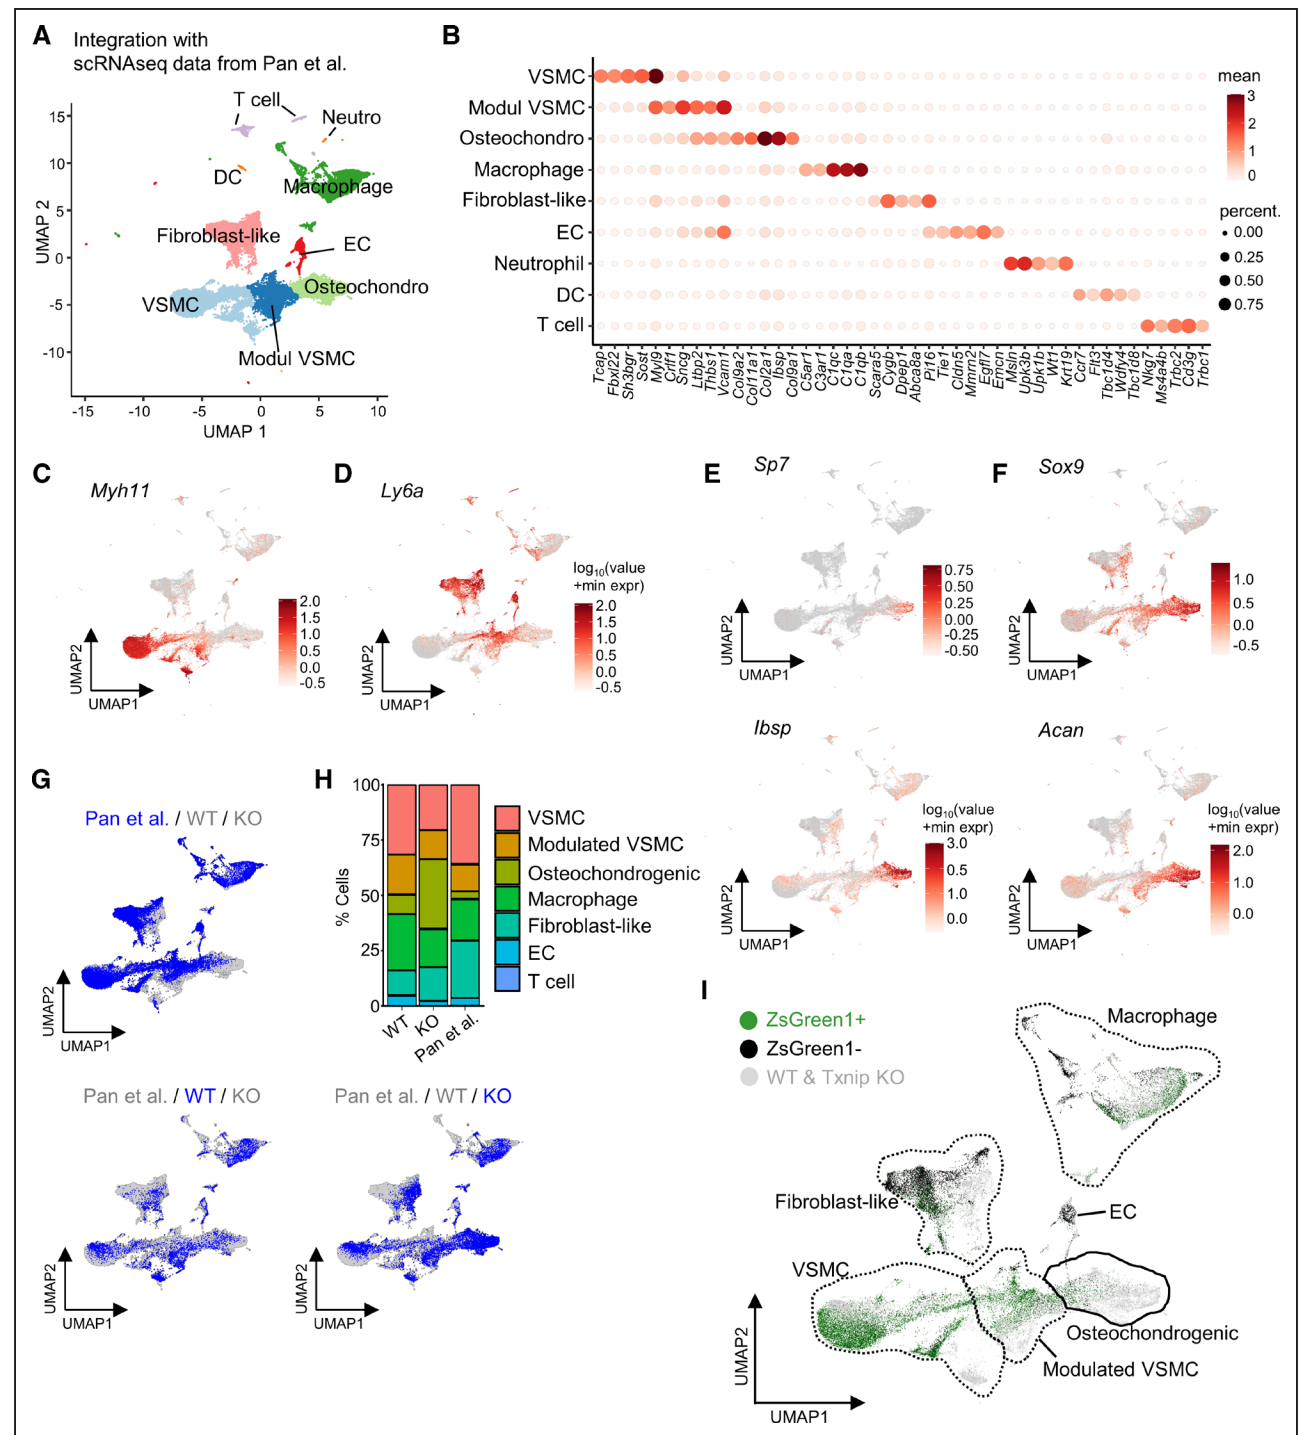 A
Integration with
scRNAseq data from Pan et al.
T cell
Neutro
DC
Macrophage
Fibroblast-like
EC
Osteochondro
VSMC
Modul VSMC
15
10
5
0
-5
-10
UMAP 2
-15
-10
-5
0
5
10
UMAP 1
B
VSMC
Modul VSMC
Osteochondro
Macrophage
Fibroblast-like
EC
Neutrophil
DC
T cell
Tcap
Fbxl22
Sh3bgr
Sost
Myl9
Crlf1
Sncg
Ltbp2
Thbs1
Vcam1
Col9a2
Col11a1
Col2a1
Ibsp
Col9a1
C5ar1
C3ar1
C1qc
C1qa
C1qb
Scara5
Cygb
Dpep1
Abca8a
Pi16
Tie1
Cldn5
Mmrn2
Egfl7
Emcn
Msln
Upk3b
Upk1b
Wt1
Krt19
Ccr7
Flt3
Tbc1d4
Wdfy4
Tbc1d8
Nkg7
Ms4a4b
Trbc2
Cd3g
Trbc1
mean
3
2
1
0
percent.
0.00
0.25
0.50
0.75
C
Myh11
2.0
1.5
1.0
0.5
0.0
-0.5
UMAP2
UMAP1
D
Ly6a
log10(value
+min expr)
2.0
1.5
1.0
0.5
0.0
-0.5
UMAP2
UMAP1
E
Sp7
0.75
0.50
0.25
0.00
-0.25
-0.50
UMAP2
UMAP1
F
Sox9
1.0
0.5
0.0
-0.5
UMAP2
UMAP1
Ibsp
log10(value
+min expr)
3.0
1.0
0.5
0.0
UMAP2
UMAP1
Acan
log10(value
+min expr)
2.0
1.0
0.0
UMAP2
UMAP1
G
Pan et al. / WT / KO
UMAP2
UMAP1
Pan et al. / WT / KO
UMAP2
UMAP1
Pan et al. / WT / KO
UMAP2
UMAP1
H
100
75
50
25
0
% Cells
WT
KO
Pan et al.
VSMC
Modulated VSMC
Osteochondrogenic
Macrophage
Fibroblast-like
EC
T cell
I
ZsGreen1+
ZsGreen1-
WT & Txnip KO
Macrophage
Fibroblast-like
EC
VSMC
Osteochondrogenic
Modulated VSMC
UMAP2
UMAP1